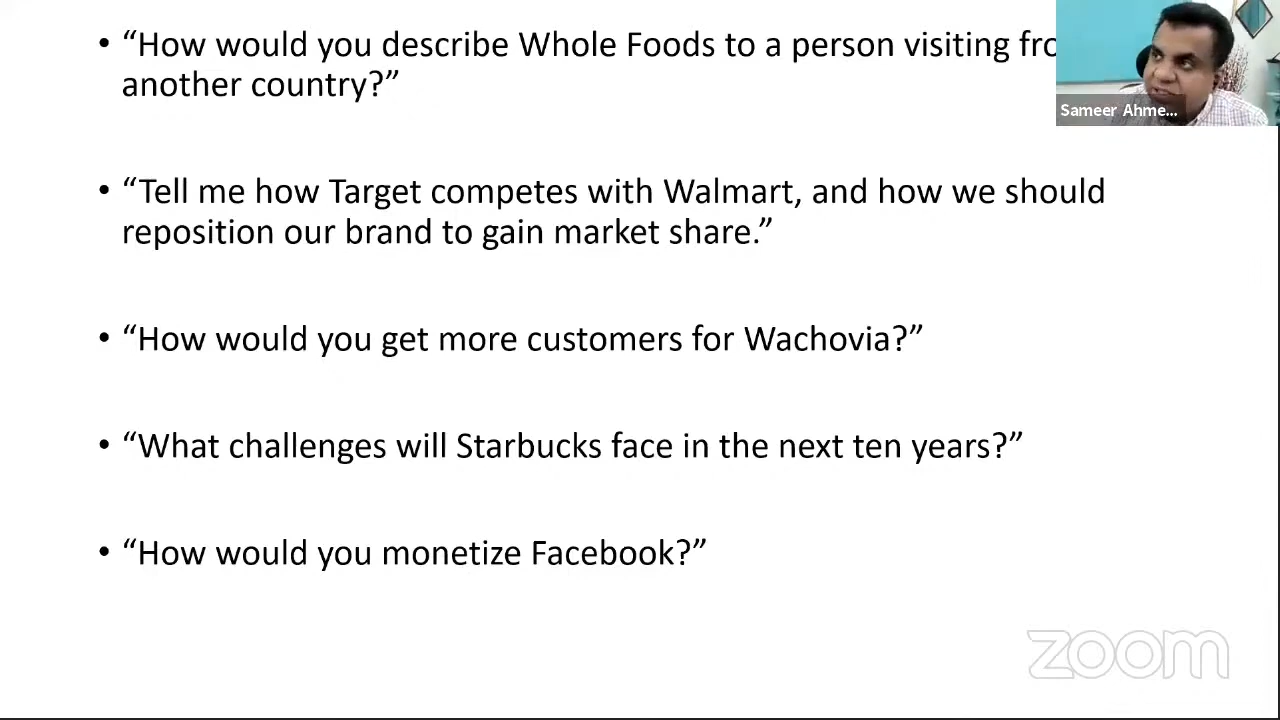 • “How would you describe Whole Foods to a person visiting
another country?”
Sameer Ahme...
• “Tell me how Target competes with Walmart, and how we should
reposition our brand to gain market share.”
• “How would you get more customers for Wachovia?”
• “What challenges will Starbucks face in the next ten years?”
• “How would you monetize Facebook?”
zoom